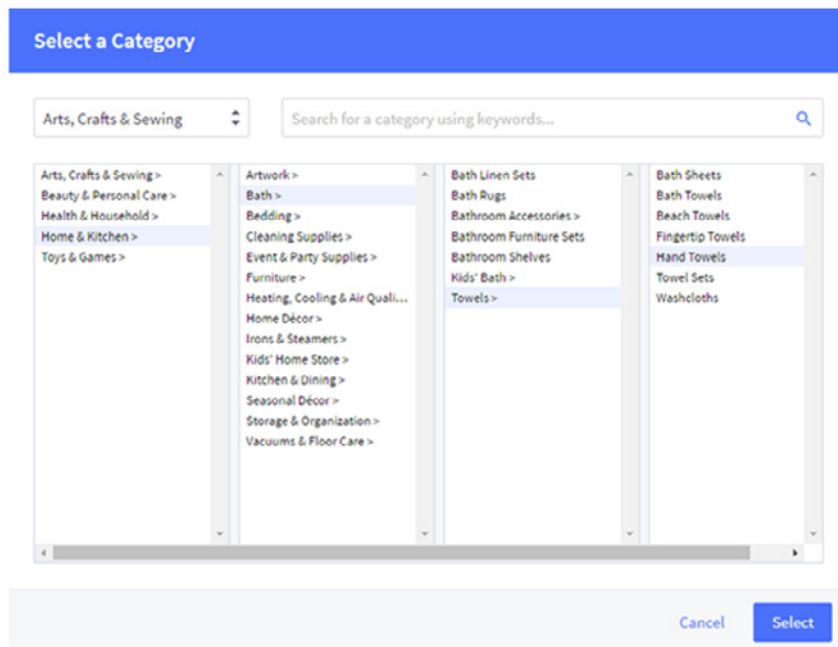 Select a Category
Arts, Crafts & Sewing
Search for a category using keywords...
Arts, Crafts & Sewing >
Beauty & Personal Care >
Health & Household >
Home & Kitchen >
Toys & Games >
Artwork >
Bath >
Bedding >
Cleaning Supplies >
Event & Party Supplies >
Furniture >
Heating, Cooling & Air Quali...
Home Décor >
Irons & Steamers >
Kids' Home Store >
Kitchen & Dining >
Seasonal Décor >
Storage & Organization >
Vacuums & Floor Care >
Bath Linen Sets
Bath Rugs
Bathroom Accessories >
Bathroom Furniture Sets
Bathroom Shelves
Kids' Bath >
Towels >
Bath Sheets
Bath Towels
Beach Towels
Fingertip Towels
Hand Towels
Towel Sets
Washcloths
Cancel
Select